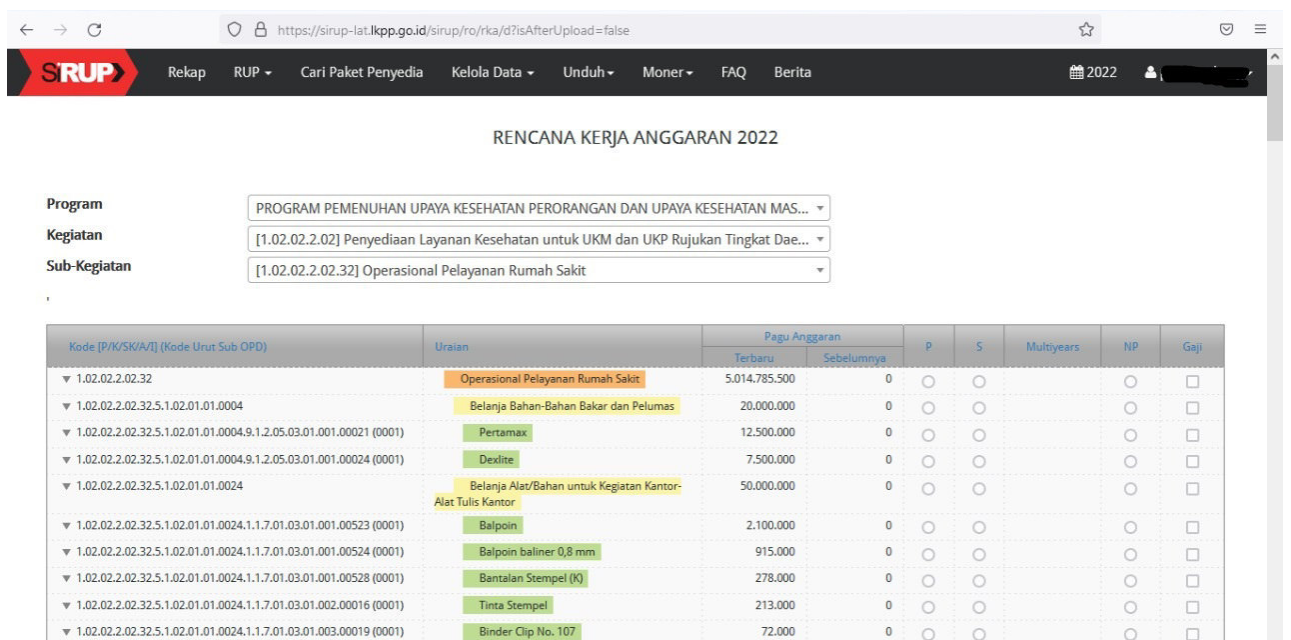 https://sirup-lat.lkpp.go.id/sirup/ro/rka/d?isAfterUpload=false
SiRUP Rekap RUP Cari Paket Penyedia Kelola Data Unduh Moner FAQ Berita 2022
RENCANA KERJA ANGGARAN 2022
Program PROGRAM PEMENUHAN UPAYA KESEHATAN PERORANGAN DAN UPAYA KESEHATAN MAS...
Kegiatan [1.02.02.2.02] Penyediaan Layanan Kesehatan untuk UKM dan UKP Rujukan Tingkat Dae...
Sub-Kegiatan [1.02.02.2.02.32] Operasional Pelayanan Rumah Sakit
'
Kode [P/K/SK/A/I] (Kode Urut Sub OPD) Uraian Pagu Anggaran P S Multiyears NP Gaji
Terbaru Sebelumnya
1.02.02.2.02.32 Operasional Pelayanan Rumah Sakit 5.014.785.500 0
1.02.02.2.02.32.5.1.02.01.01.0004 Belanja Bahan-Bahan Bakar dan Pelumas 20.000.000 0
1.02.02.2.02.32.5.1.02.01.01.0004.9.1.2.05.03.01.001.00021 (0001) Pertamax 12.500.000 0
1.02.02.2.02.32.5.1.02.01.01.0004.9.1.2.05.03.01.001.00024 (0001) Dexlite 7.500.000 0
1.02.02.2.02.32.5.1.02.01.01.0024 Belanja Alat/Bahan untuk Kegiatan Kantor- 50.000.000 0
Alat Tulis Kantor
1.02.02.2.02.32.5.1.02.01.01.0024.1.1.7.01.03.01.001.00523 (0001) Balpoin 2.100.000 0
1.02.02.2.02.32.5.1.02.01.01.0024.1.1.7.01.03.01.001.00524 (0001) Balpoin baliner 0,8 mm 915.000 0
1.02.02.2.02.32.5.1.02.01.01.0024.1.1.7.01.03.01.001.00528 (0001) Bantalan Stempel (K) 278.000 0
1.02.02.2.02.32.5.1.02.01.01.0024.1.1.7.01.03.01.002.00016 (0001) Tinta Stempel 213.000 0
1.02.02.2.02.32.5.1.02.01.01.0024.1.1.7.01.03.01.003.00019 (0001) Binder Clip No. 107 72.000 0